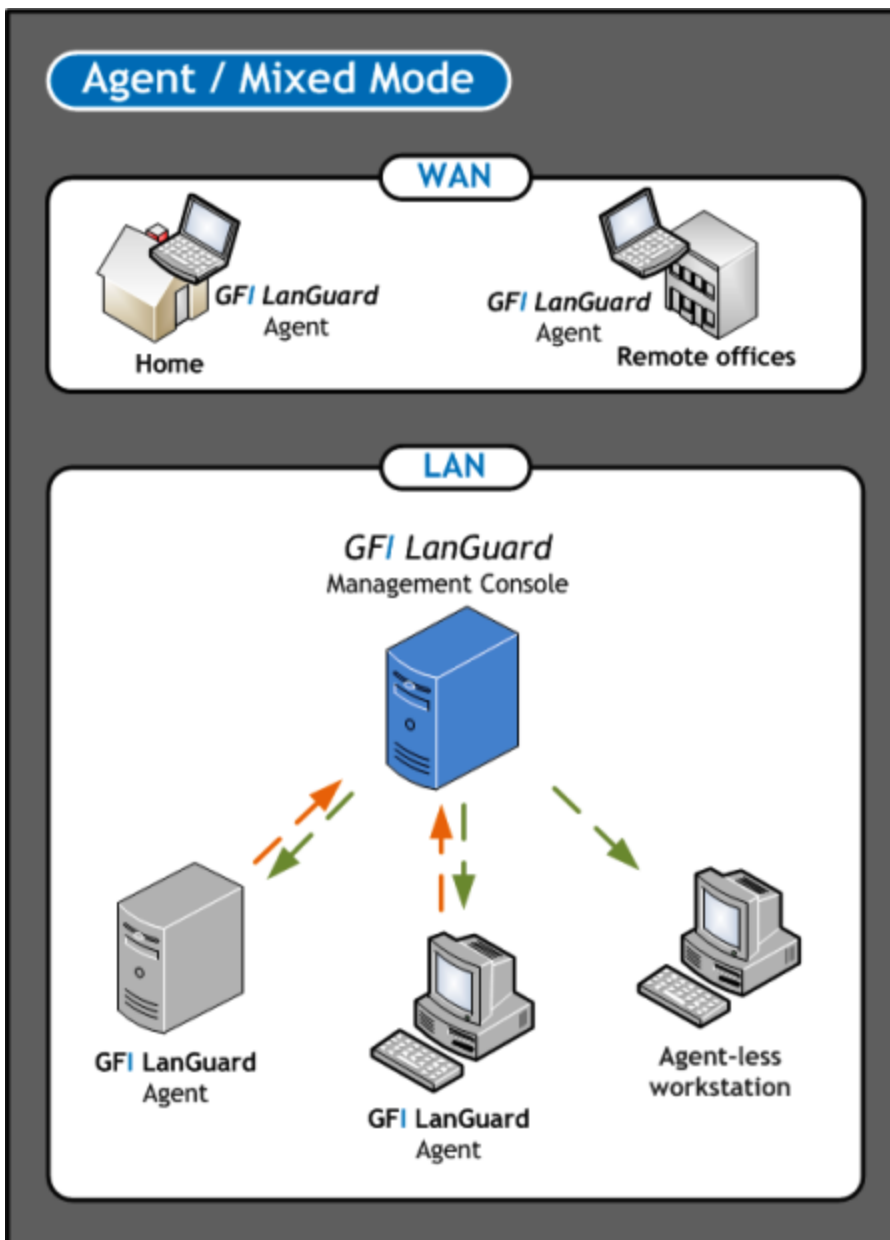 Agent / Mixed Mode
WAN
GFI LanGuard
Agent
Home
GFI LanGuard
Agent
Remote offices
LAN
GFI LanGuard
Management Console
GFI LanGuard
Agent
GFI LanGuard
Agent
Agent-less
workstation